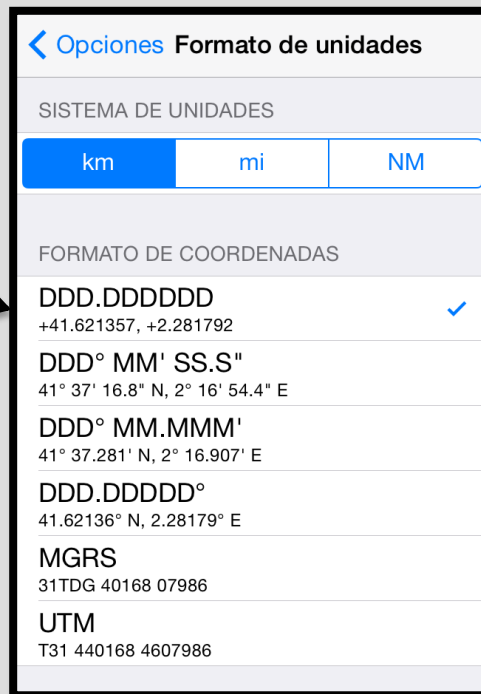 Opciones Formato de unidades
SISTEMA DE UNIDADES
km mi NM
FORMATO DE COORDENADAS
DDD.DDDDDD
+41.621357, +2.281792
DDD° MM' SS.S"
41° 37' 16.8" N, 2° 16' 54.4" E
DDD° MM.MMM'
41° 37.281' N, 2° 16.907' E
DDD.DDDDD°
41.62136° N, 2.28179° E
MGRS
31TDG 40168 07986
UTM
T31 440168 4607986